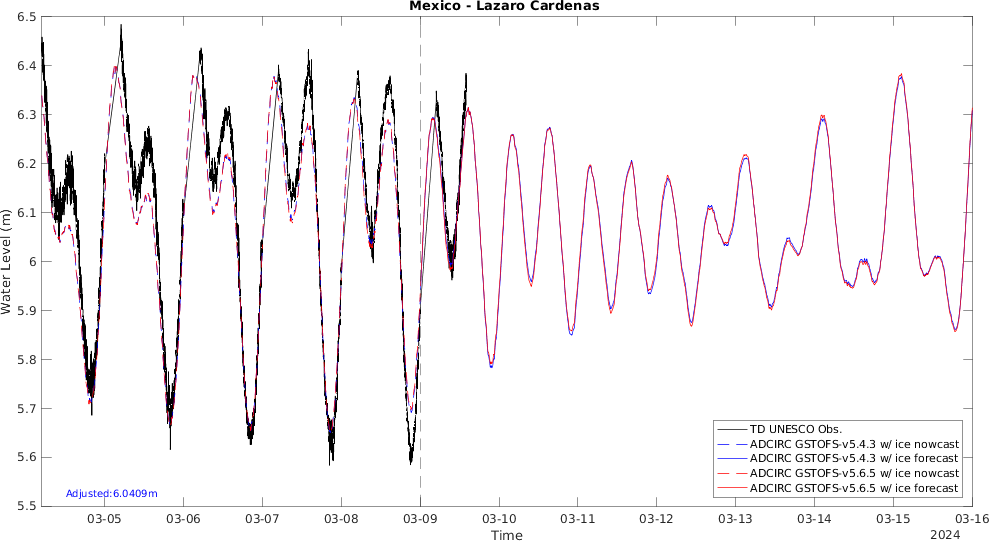 Mexico - Lazaro Cardenas
6.5
6.4
6.3
6.2
6.1
6
5.9
5.8
5.7
5.6
5.5
Water Level (m)
Adjusted:6.0409m
TD UNESCO Obs.
ADCIRC GSTOFS-v5.4.3 w/ ice nowcast
ADCIRC GSTOFS-v5.4.3 w/ ice forecast
ADCIRC GSTOFS-v5.6.5 w/ ice nowcast
ADCIRC GSTOFS-v5.6.5 w/ ice forecast
03-05 03-06 03-07 03-08 03-09 03-10 03-11 03-12 03-13 03-14 03-15 03-16
Time
2024